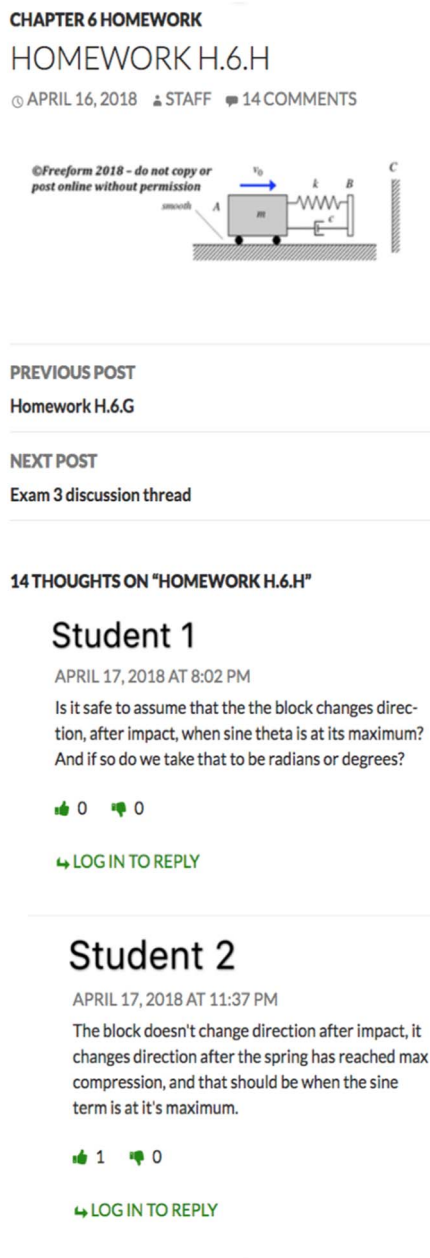 CHAPTER 6 HOMEWORK
HOMEWORK H.6.H
APRIL 16, 2018 STAFF 14 COMMENTS
©Freeform 2018 – do not copy or
post online without permission
v0
k
B
C
smooth
A
m
c
PREVIOUS POST
Homework H.6.G
NEXT POST
Exam 3 discussion thread
14 THOUGHTS ON “HOMEWORK H.6.H”
Student 1
APRIL 17, 2018 AT 8:02 PM
Is it safe to assume that the the block changes direc-
tion, after impact, when sine theta is at its maximum?
And if so do we take that to be radians or degrees?
0 0
LOG IN TO REPLY
Student 2
APRIL 17, 2018 AT 11:37 PM
The block doesn't change direction after impact, it
changes direction after the spring has reached max
compression, and that should be when the sine
term is at it's maximum.
1 0
LOG IN TO REPLY